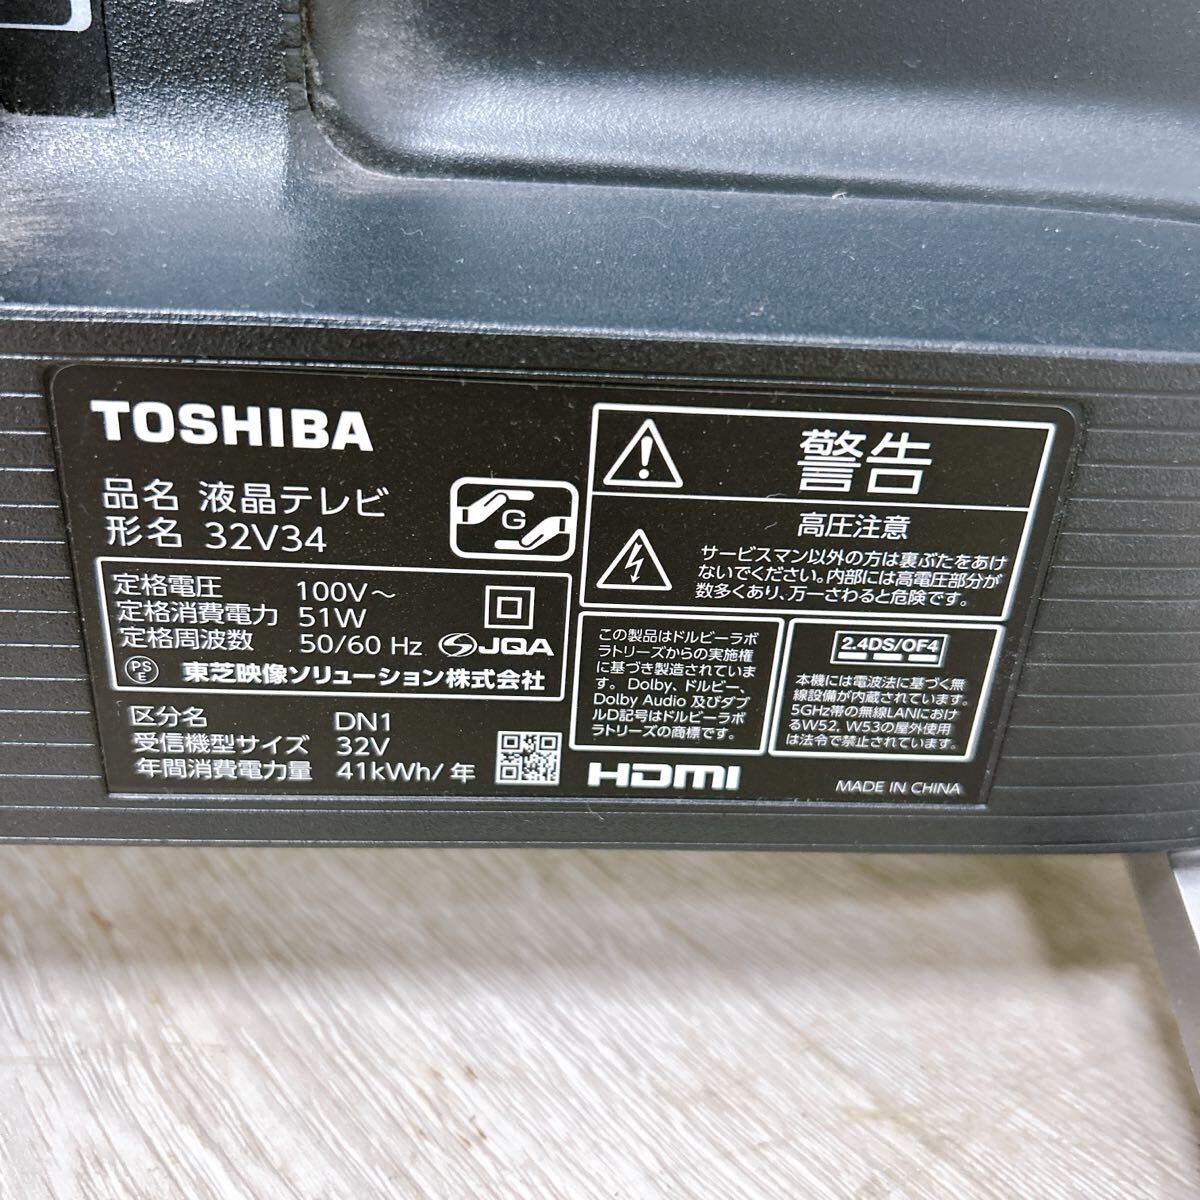 TOSHIBA
品名 液晶テレビ
形名 32V34
G
定格電圧 100V～
定格消費電力 51W
定格周波数 50/60 Hz
JQA
PS
E
東芝映像ソリューション株式会社
区分名 DN1
受信機型サイズ 32V
年間消費電力量 41kWh/年
警告
高圧注意
サービスマン以外の方は裏ぶたをあけ
ないでください。内部には高電圧部分が
数多くあり、万一さわると危険です。
この製品はドルビーラボ
ラトリーズからの実施権
に基づき製造されていま
す。Dolby、ドルビー、
Dolby Audio 及びダブ
ルD記号はドルビーラボ
ラトリーズの商標です。
2.4DS/OF4
本機には電波法に基づく無
線設備が内蔵されています。
5GHz帯の無線LANにおけ
るW52, W53の屋外使用
は法令で禁止されています。
HDMI
MADE IN CHINA